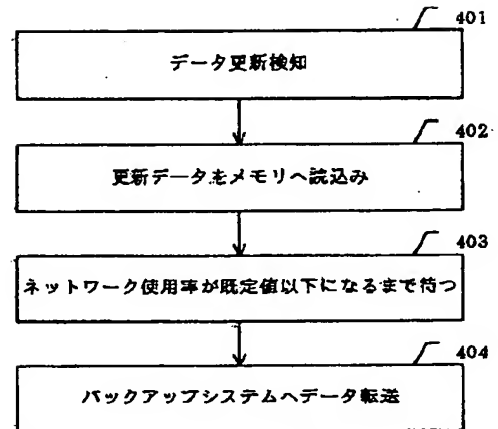 401
データ更新検知
402
更新データをメモリへ読込み
403
ネットワーク使用率が既定値以下になるまで待つ
404
バックアップシステムへデータ転送